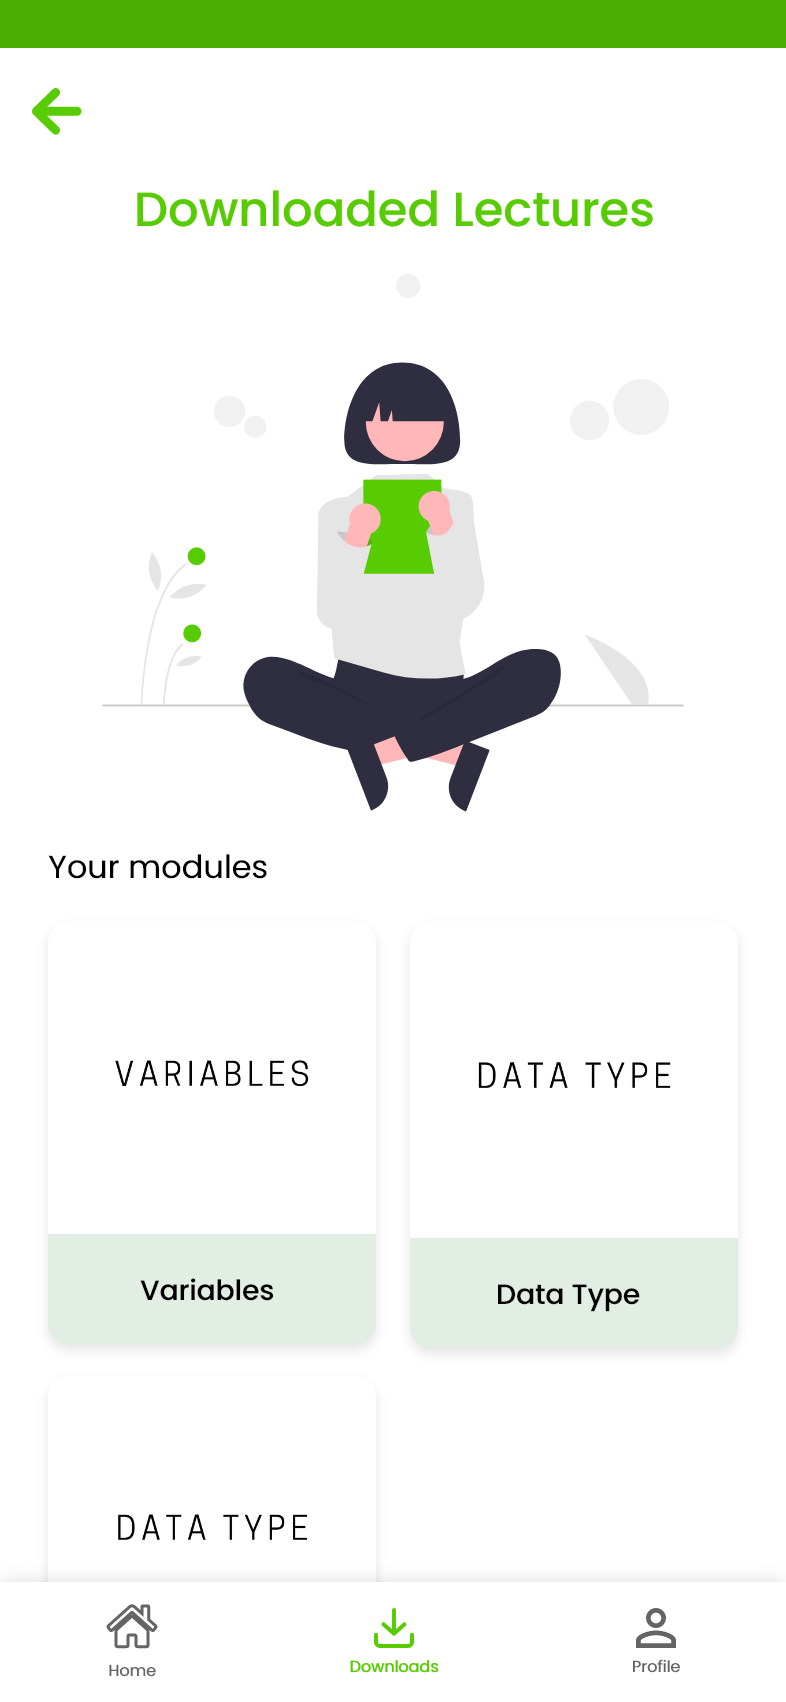 Downloaded Lectures
Your modules
VARIABLES
DATA TYPE
Variables
Data Type
DATA TYPE
Home
Downloads
Profile